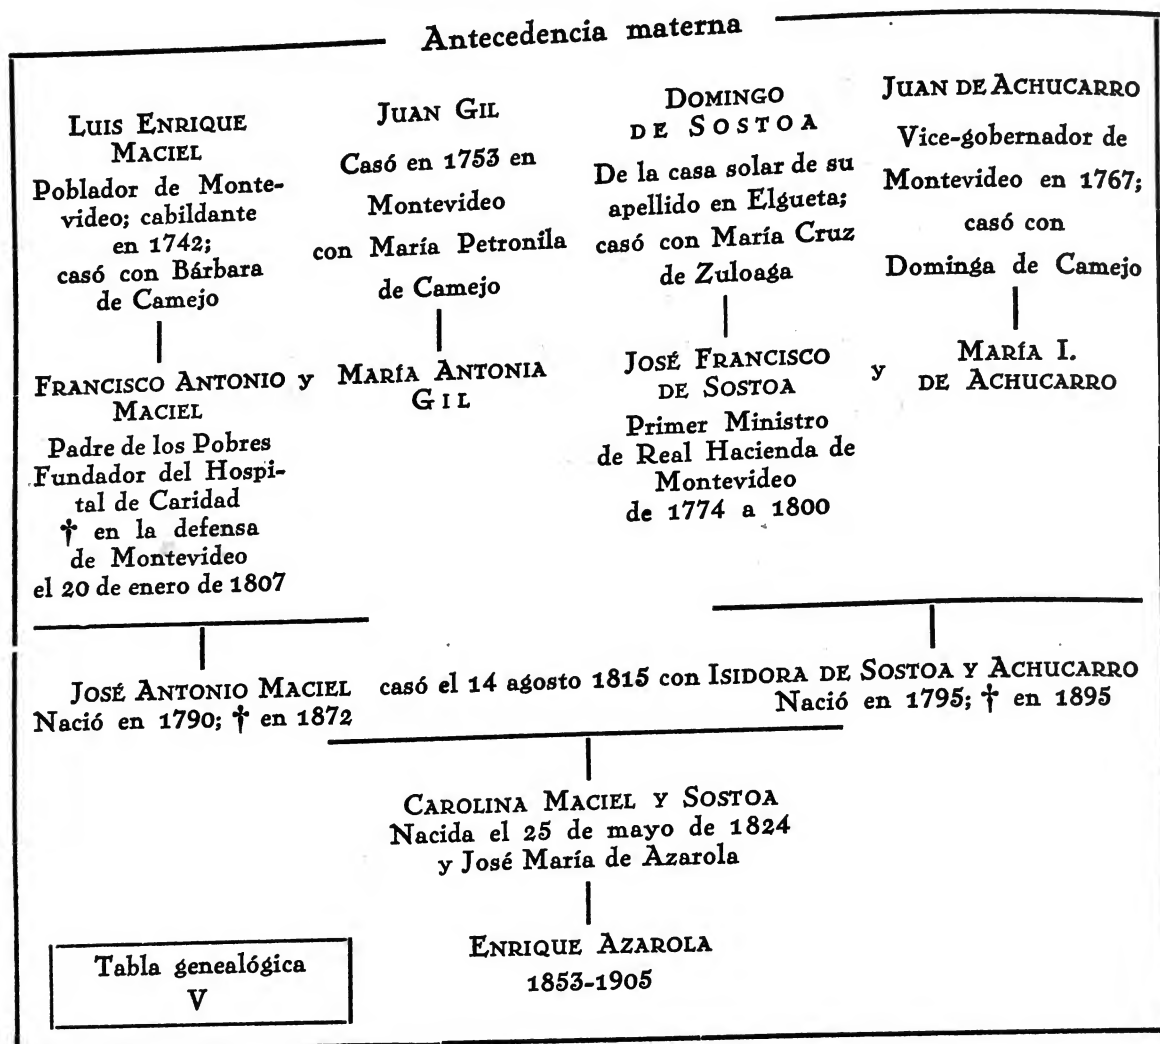 Antecedencia materna
LUIS ENRIQUE
MACIEL
Poblador de Monte-
video; cabildante
en 1742;
casó con Bárbara
de Camejo
JUAN GIL
Casó en 1753 en
Montevideo
con María Petronila
de Camejo
DOMINGO
DE SOSTOA
De la casa solar de su
apellido en Elgueta;
casó con María Cruz
de Zuloaga
JUAN DE ACHUCARRO
Vice-gobernador de
Montevideo en 1767;
casó con
Dominga de Camejo
FRANCISCO ANTONIO y
MACIEL
Padre de los Pobres
Fundador del Hospi-
tal de Caridad
† en la defensa
de Montevideo
el 20 de enero de 1807
MARÍA ANTONIA
GIL
JOSÉ FRANCISCO
DE SOSTOA
Primer Ministro
de Real Hacienda de
Montevideo
de 1774 a 1800
y
MARÍA I.
DE ACHUCARRO
JOSÉ ANTONIO MACIEL casó el 14 agosto 1815 con ISIDORA DE SOSTOA Y ACHUCARRO
Nació en 1790; † en 1872
Nació en 1795; † en 1895
CAROLINA MACIEL Y SOSTOA
Nacida el 25 de mayo de 1824
y José María de Azarola
ENRIQUE AZAROLA
1853-1905
Tabla genealógica
V